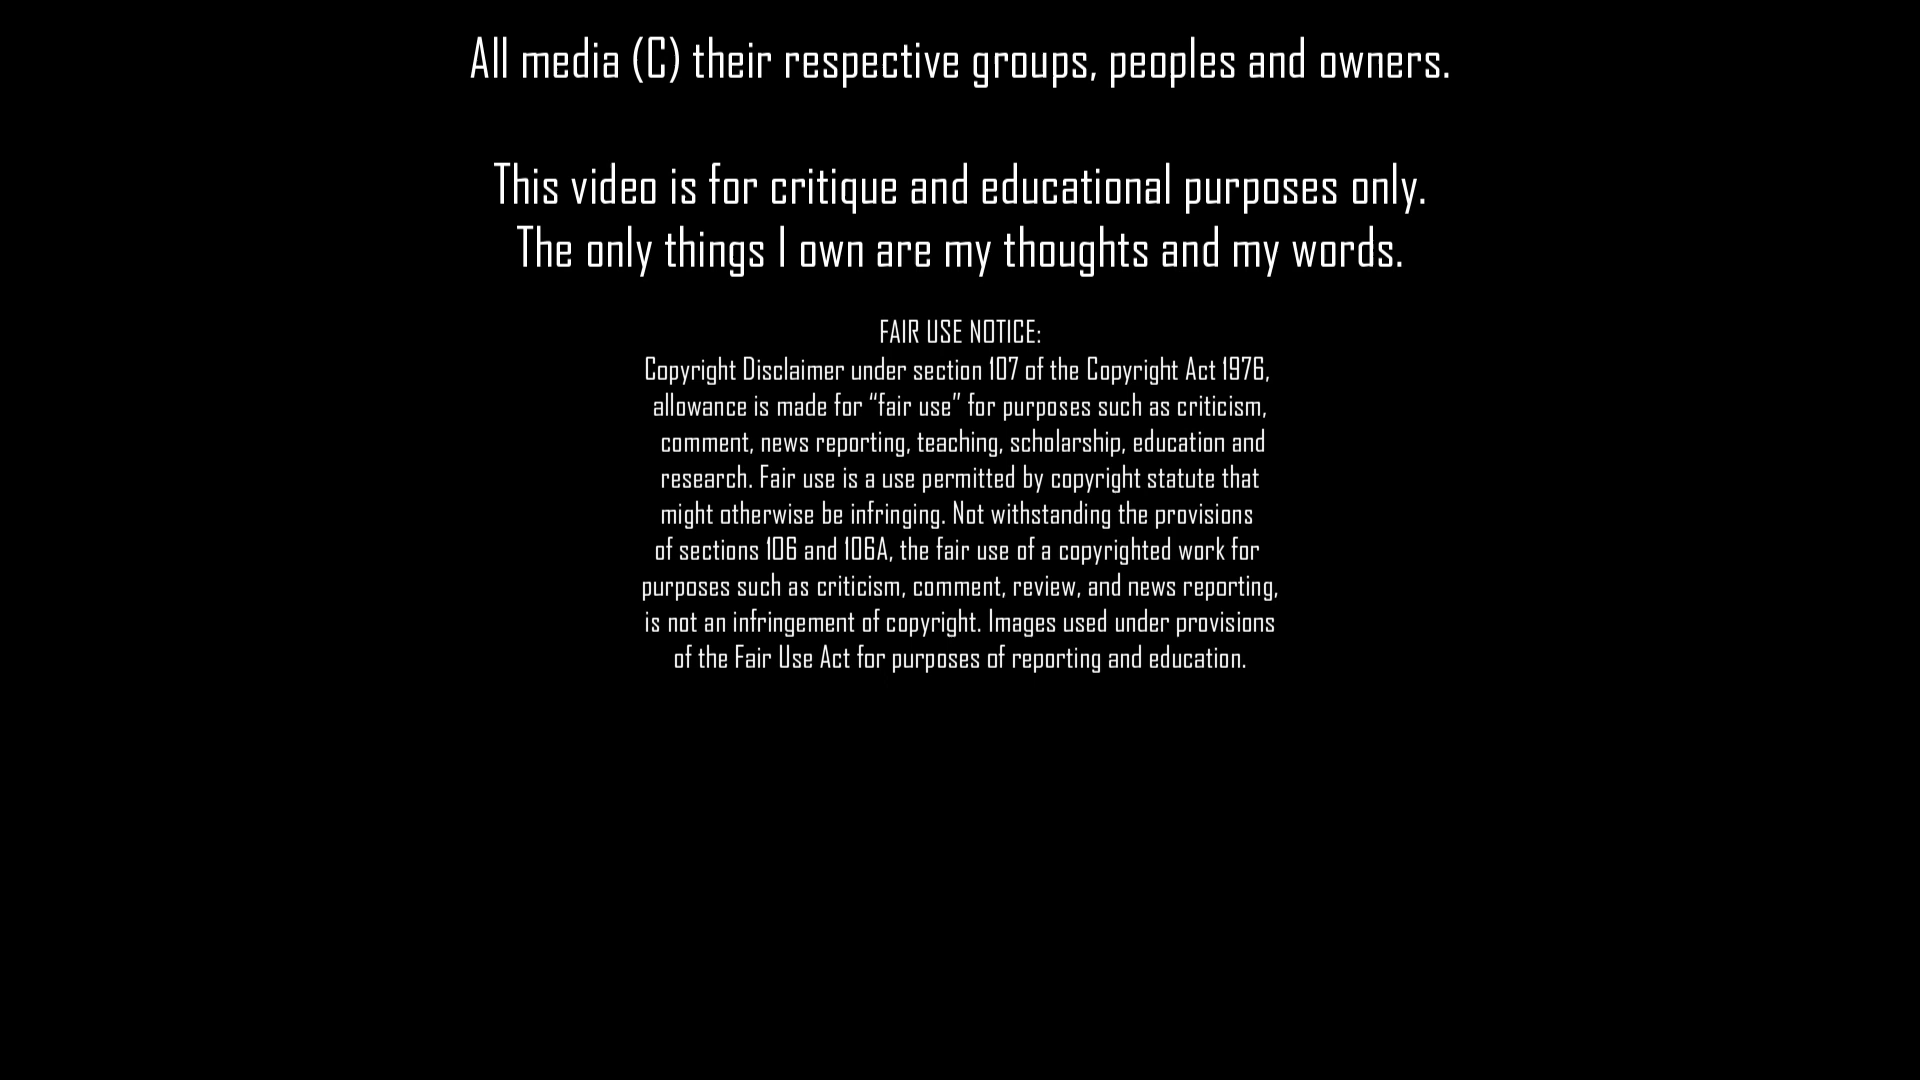 All media (C) their respective groups, peoples and owners.
This video is for critique and educational purposes only.
The only things I own are my thoughts and my words.
FAIR USE NOTICE:
Copyright Disclaimer under section 107 of the Copyright Act 1976,
allowance is made for “fair use” for purposes such as criticism,
comment, news reporting, teaching, scholarship, education and
research. Fair use is a use permitted by copyright statute that
might otherwise be infringing. Not withstanding the provisions
of sections 106 and 106A, the fair use of a copyrighted work for
purposes such as criticism, comment, review, and news reporting,
is not an infringement of copyright. Images used under provisions
of the Fair Use Act for purposes of reporting and education.